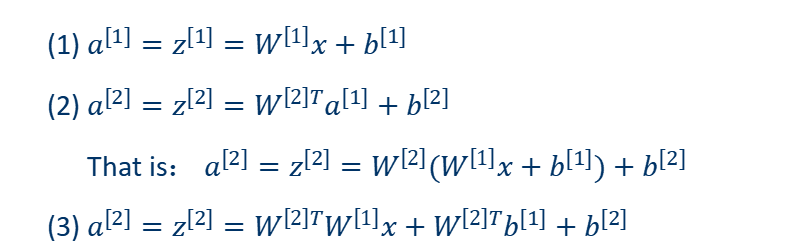 (1) a^{[1]} = z^{[1]} = W^{[1]}x + b^{[1]}
(2) a^{[2]} = z^{[2]} = W^{[2]T}a^{[1]} + b^{[2]}
That is： a^{[2]} = z^{[2]} = W^{[2]}(W^{[1]}x + b^{[1]}) + b^{[2]}
(3) a^{[2]} = z^{[2]} = W^{[2]T}W^{[1]}x + W^{[2]T}b^{[1]} + b^{[2]}